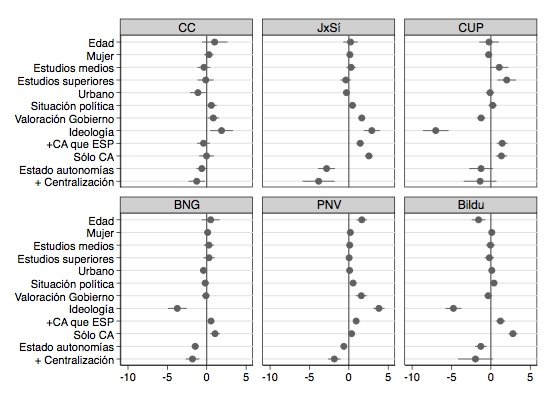 CC JxSí CUP
Edad
Mujer
Estudios medios
Estudios superiores
Urbano
Situación política
Valoración Gobierno
Ideología
+CA que ESP
Sólo CA
Estado autonomías
+ Centralización
BNG PNV Bildu
Edad
Mujer
Estudios medios
Estudios superiores
Urbano
Situación política
Valoración Gobierno
Ideología
+CA que ESP
Sólo CA
Estado autonomías
+ Centralización
-10 -5 0 5 -10 -5 0 5 -10 -5 0 5